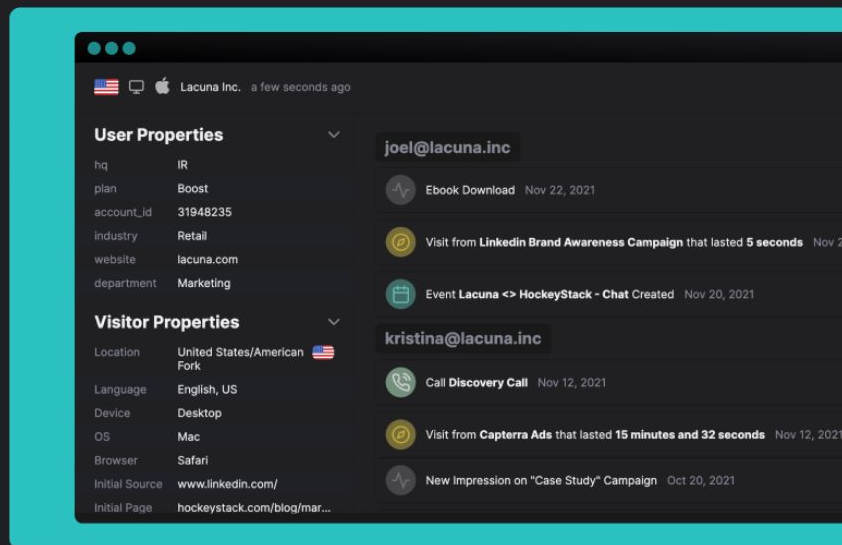 Lacuna Inc. a few seconds ago
User Properties
hq IR
plan Boost
account_id 31948235
industry Retail
website lacuna.com
department Marketing
Visitor Properties
Location United States/American
Fork
Language English, US
Device Desktop
OS Mac
Browser Safari
Initial Source www.linkedin.com/
Initial Page hockeystack.com/blog/mar...
joel@lacuna.inc
Ebook Download Nov 22, 2021
Visit from Linkedin Brand Awareness Campaign that lasted 5 seconds Nov
Event Lacuna <> HockeyStack - Chat Created Nov 20, 2021
kristina@lacuna.inc
Call Discovery Call Nov 12, 2021
Visit from Capterra Ads that lasted 15 minutes and 32 seconds Nov 12, 2021
New Impression on "Case Study" Campaign Oct 20, 2021